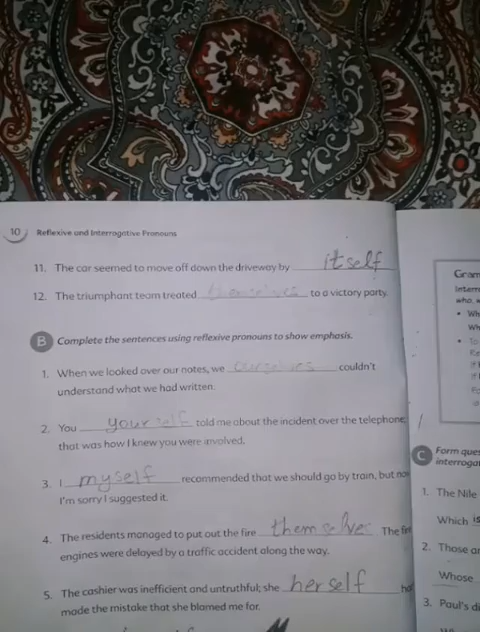 10 Reflexive and Interrogative Pronouns
11. The car seemed to move off down the driveway by itself
12. The triumphant team treated themselves to a victory party.
B Complete the sentences using reflexive pronouns to show emphasis.
1. When we looked over our notes, we ourselves couldn't
understand what we had written.
2. You yourself told me about the incident over the telephone
that was how I knew you were involved.
3. I myself recommended that we should go by train, but now
I'm sorry I suggested it.
4. The residents managed to put out the fire themselves The fire
engines were delayed by a traffic accident along the way.
5. The cashier was inefficient and untruthful; she herself
made the mistake that she blamed me for.
Gram
Interr
who, w
• Wh
Wh
• To
C Form ques
interrogat
1. The Nile
Which is
2. Those ar
Whose
3. Paul's di